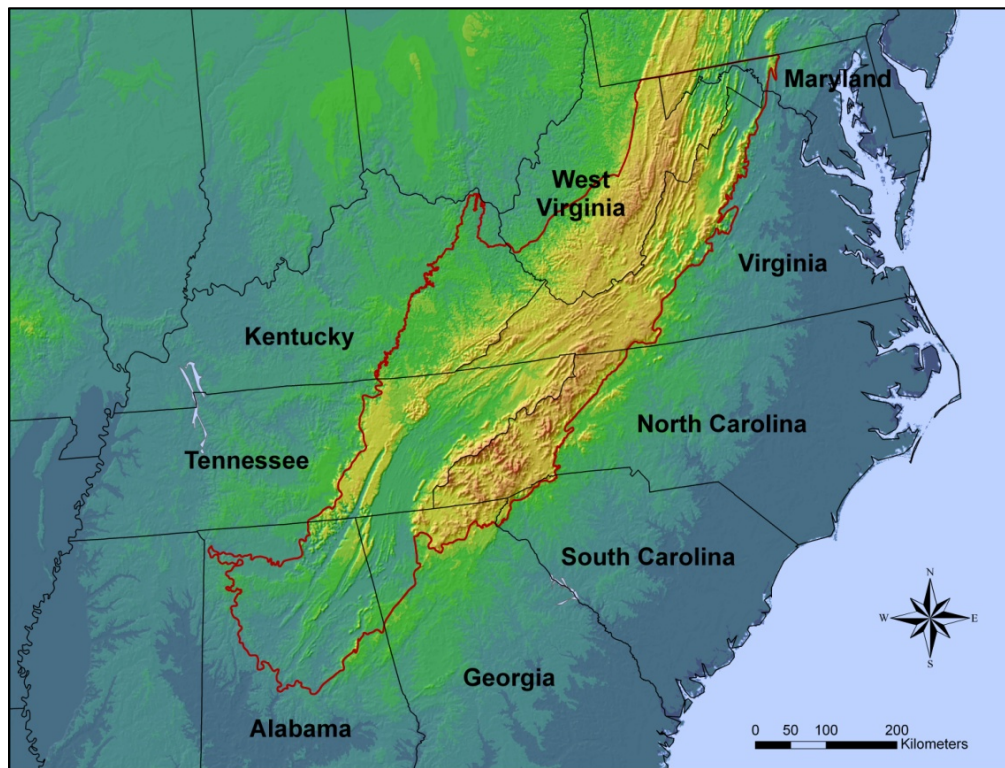 Maryland
West
Virginia
Virginia
Kentucky
North Carolina
Tennessee
South Carolina
Georgia
Alabama
N
W
E
S
0 50 100 200
Kilometers